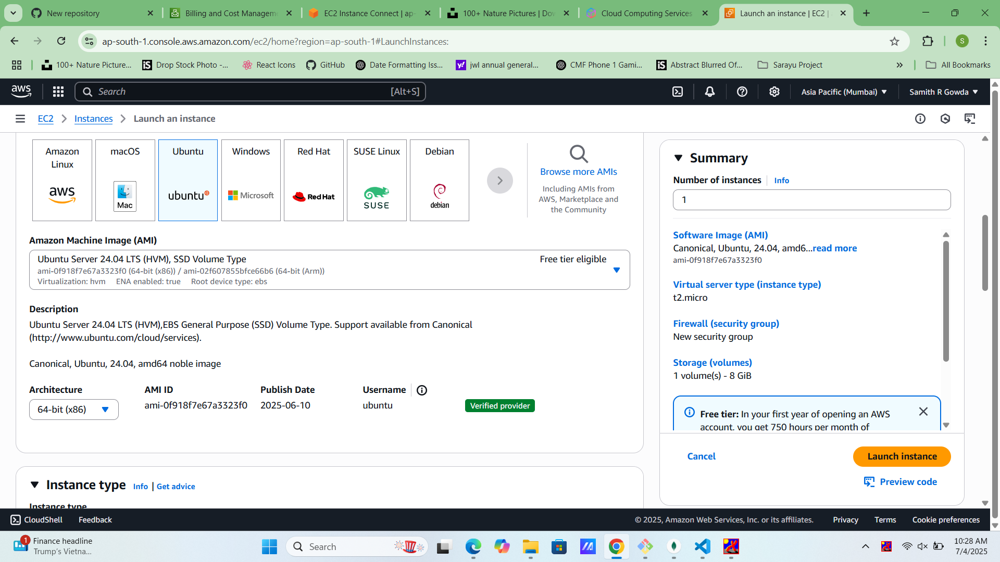 New repository
Billing and Cost Manageme
EC2 Instance Connect | ap-
100+ Nature Pictures | Dow
Cloud Computing Services
Launch an instance | EC2 |
ap-south-1.console.aws.amazon.com/ec2/home?region=ap-south-1#LaunchInstances:
S
100+ Nature Picture...
Drop Stock Photo -...
React Icons
GitHub
Date Formatting Iss...
jwl annual general...
CMF Phone 1 Gami...
Abstract Blurred Of...
Sarayu Project
All Bookmarks
aws
Search
[Alt+S]
Asia Pacific (Mumbai)
Samith R Gowda
EC2
Instances
Launch an instance
Amazon Linux
aws
macOS
Mac
Ubuntu
ubuntu
Windows
Microsoft
Red Hat
Red Hat
SUSE Linux
SUSE
Debian
debian
Browse more AMIs
Including AMIs from
AWS, Marketplace and
the Community
Amazon Machine Image (AMI)
Ubuntu Server 24.04 LTS (HVM), SSD Volume Type
Free tier eligible
ami-0f918f7e67a3323f0 (64-bit (x86)) / ami-02f607855bfce66b6 (64-bit (Arm))
Virtualization: hvm ENA enabled: true Root device type: ebs
Description
Ubuntu Server 24.04 LTS (HVM),EBS General Purpose (SSD) Volume Type. Support available from Canonical
(http://www.ubuntu.com/cloud/services).
Canonical, Ubuntu, 24.04, amd64 noble image
Architecture
64-bit (x86)
AMI ID
ami-0f918f7e67a3323f0
Publish Date
2025-06-10
Username
ubuntu
Verified provider
Instance type Info | Get advice
Instance type
Summary
Number of instances Info
1
Software Image (AMI)
Canonical, Ubuntu, 24.04, amd6...read more
ami-0f918f7e67a3323f0
Virtual server type (instance type)
t2.micro
Firewall (security group)
New security group
Storage (volumes)
1 volume(s) - 8 GiB
Free tier: In your first year of opening an AWS
account, you get 750 hours per month of
Cancel
Launch instance
Preview code
CloudShell
Feedback
© 2025, Amazon Web Services, Inc. or its affiliates.
Privacy
Terms
Cookie preferences
1
Finance headline
Trump's Vietna...
Search
10:28 AM
7/4/2025